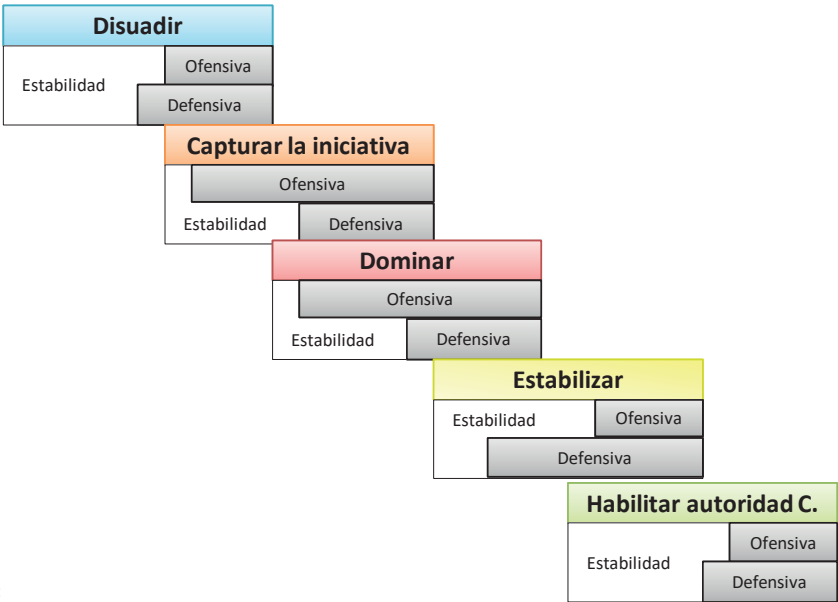 Disuadir
Ofensiva
Estabilidad
Defensiva
Capturar la iniciativa
Ofensiva
Estabilidad
Defensiva
Dominar
Ofensiva
Estabilidad
Defensiva
Estabilizar
Estabilidad
Ofensiva
Defensiva
Habilitar autoridad C.
Ofensiva
Estabilidad
Defensiva